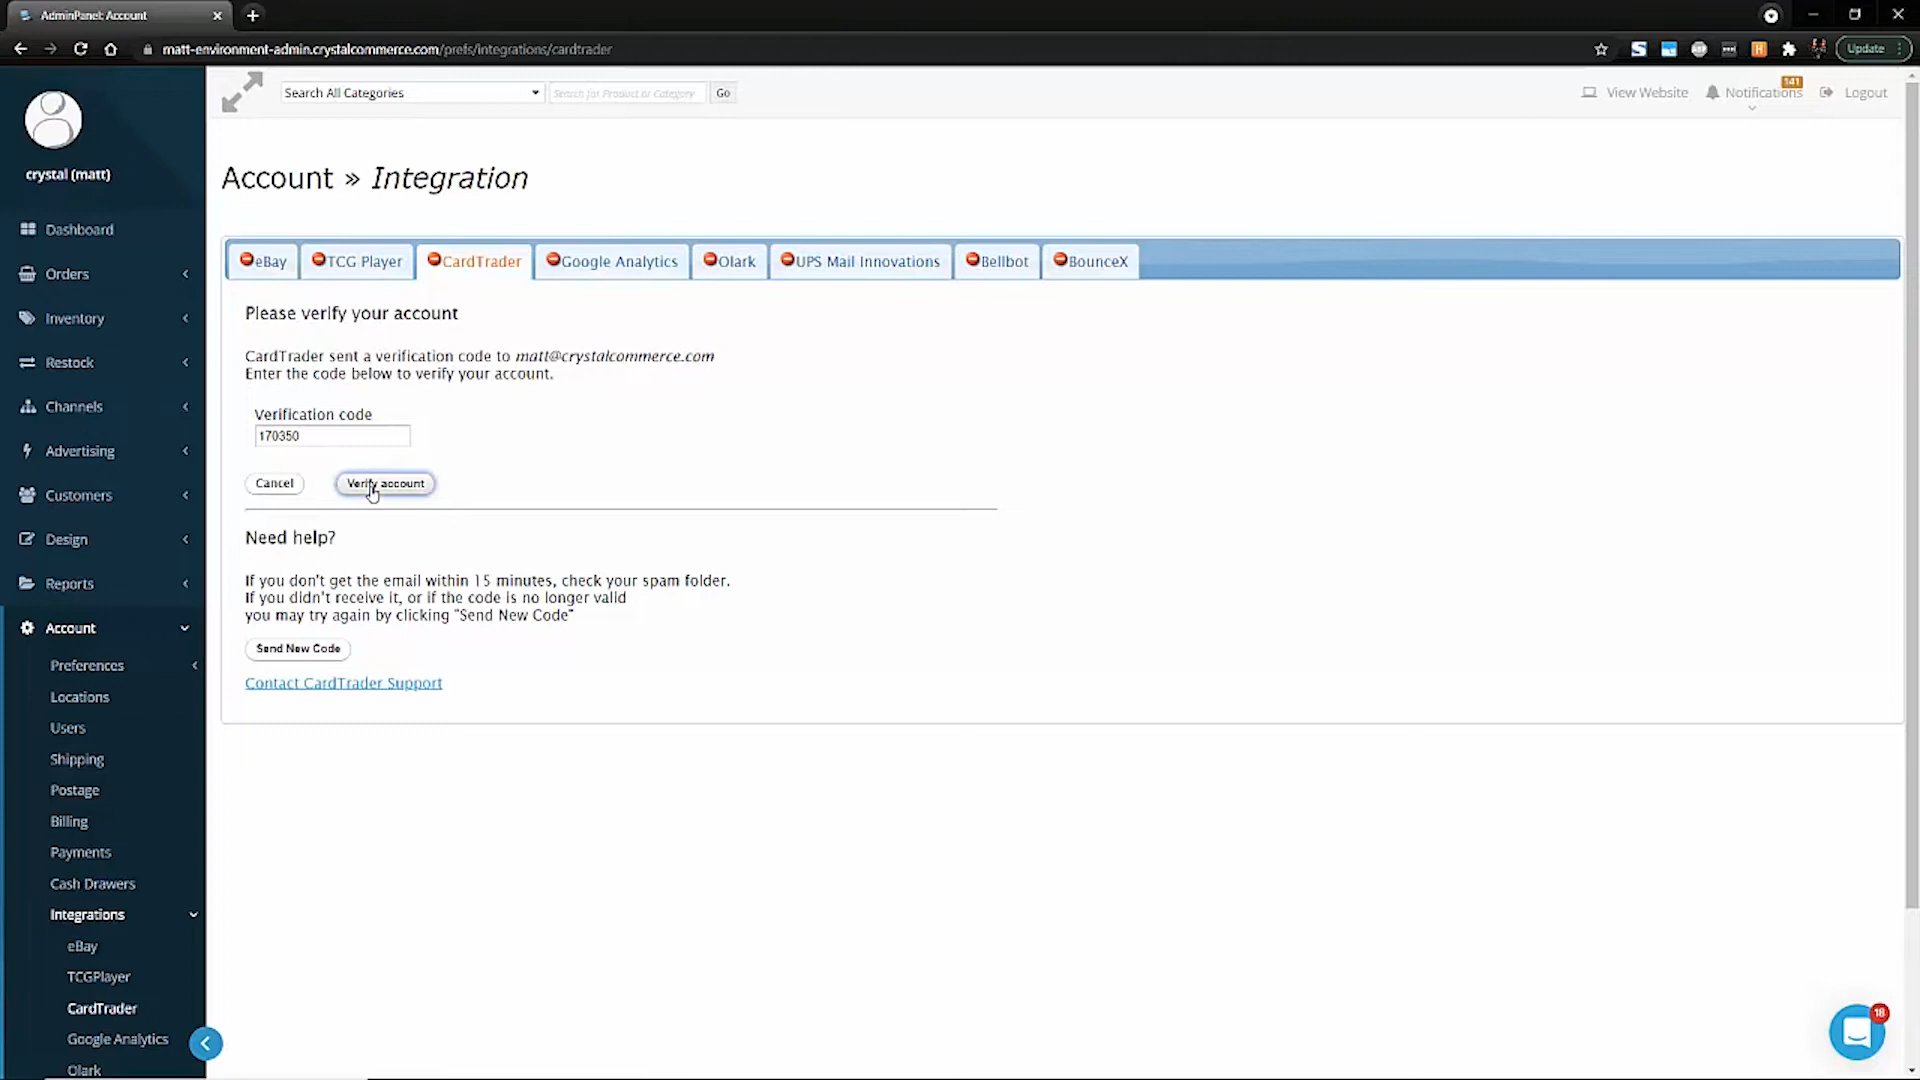 AdminPanel: Account
matt-environment-admin.crystalcommerce.com/prefs/integrations/cardtrader
Update
crystal (matt)
Dashboard
Orders
Inventory
Restock
Channels
Advertising
Customers
Design
Reports
Account
Preferences
Locations
Users
Shipping
Postage
Billing
Payments
Cash Drawers
Integrations
eBay
TCGPlayer
CardTrader
Google Analytics
Olark
Search All Categories
Search for Product or Category
Go
View Website
Notifications
141
Logout
Account » Integration
eBay
TCG Player
CardTrader
Google Analytics
Olark
UPS Mail Innovations
Bellbot
BounceX
Please verify your account
CardTrader sent a verification code to matt@crystalcommerce.com
Enter the code below to verify your account.
Verification code
170350
Cancel
Verify account
Need help?
If you don't get the email within 15 minutes, check your spam folder.
If you didn't receive it, or if the code is no longer valid
you may try again by clicking "Send New Code"
Send New Code
Contact CardTrader Support
18